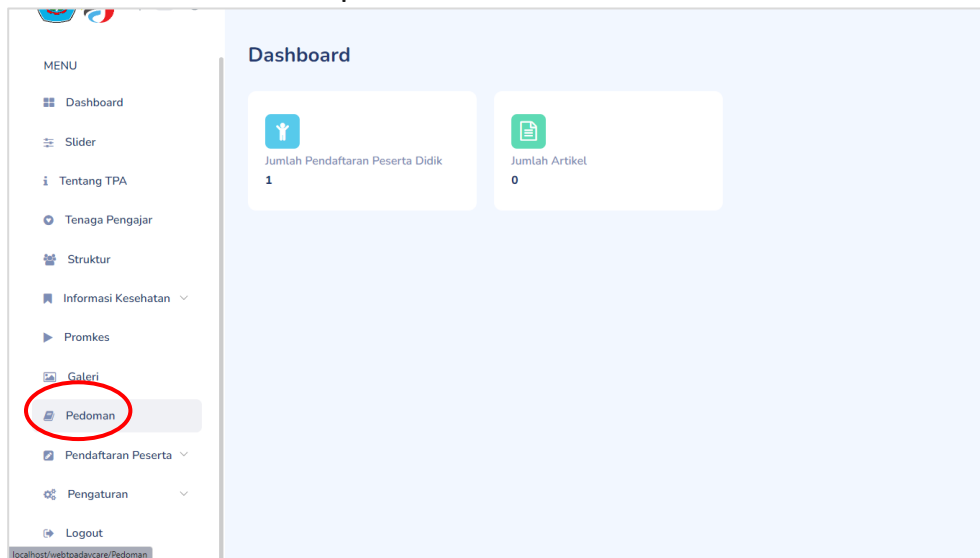 MENU
Dashboard
Slider
Tentang TPA
Tenaga Pengajar
Struktur
Informasi Kesehatan
Promkes
Galeri
Pedoman
Pendaftaran Peserta
Pengaturan
Logout
localhost/webtpadaycare/Pedoman
Dashboard
Jumlah Pendaftaran Peserta Didik
1
Jumlah Artikel
0